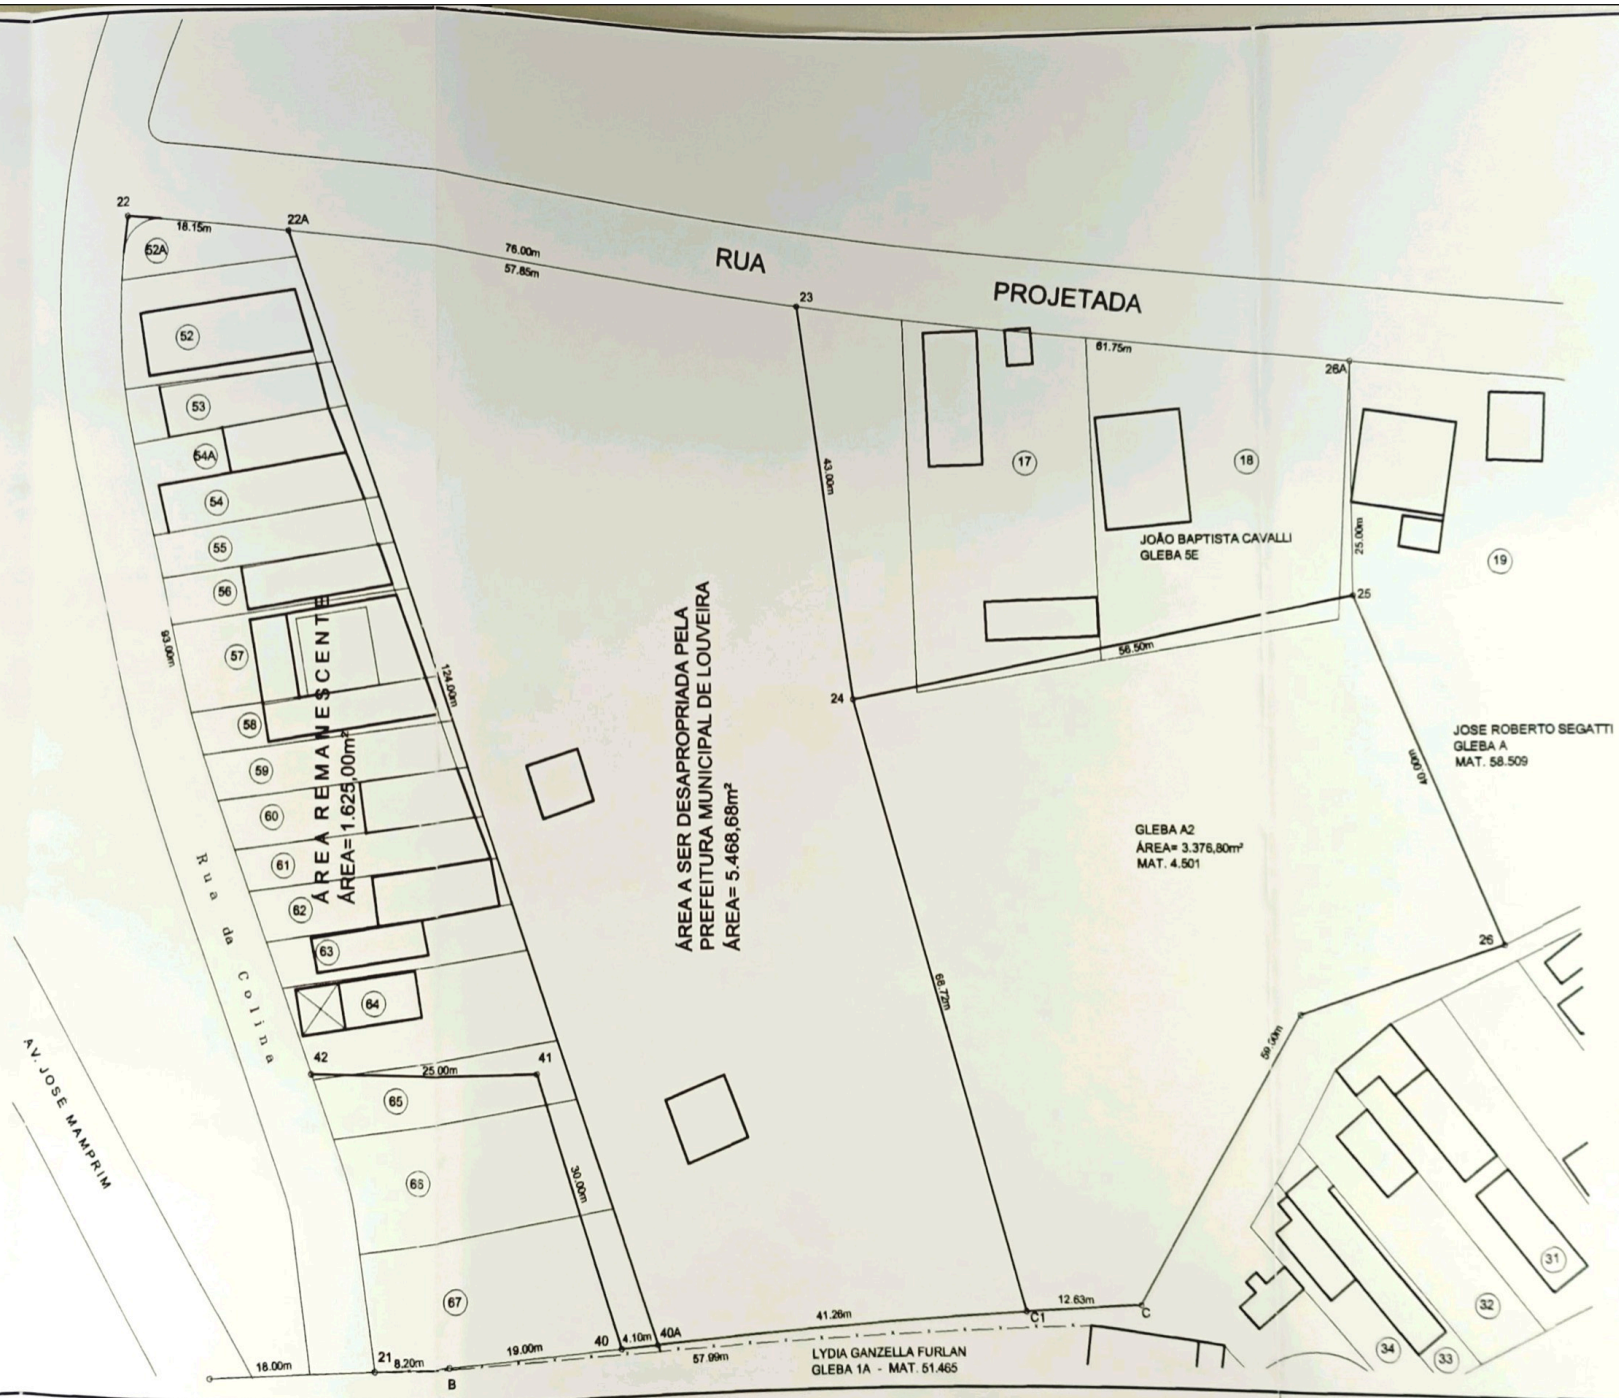 22
18.15m
22A
52A
76.00m
57.85m
RUA
PROJETADA
23
61.75m
26A
52
53
54A
54
55
56
57
58
59
60
61
62
63
64
93.00m
124.00m
ÁREA REMANESCENTE
ÁREA= 1.625,00m²
43.00m
17
18
JOÃO BAPTISTA CAVALLI
GLEBA 5E
25.00m
19
25
56.50m
24
ÁREA A SER DESAPROPRIADA PELA
PREFEITURA MUNICIPAL DE LOUVEIRA
ÁREA= 5.468,68m²
JOSE ROBERTO SEGATTI
GLEBA A
MAT. 58.509
40.00m
GLEBA A2
ÁREA= 3.376,80m²
MAT. 4.501
26
68.72m
Rua da Colina
AV. JOSE MAMPRIM
42
25.00m
41
65
66
30.00m
67
31
32
33
34
18.00m
21
8.20m
B
19.00m
40
4.10m
40A
57.99m
41.26m
C1
12.63m
C
LYDIA GANZELLA FURLAN
GLEBA 1A - MAT. 51.465